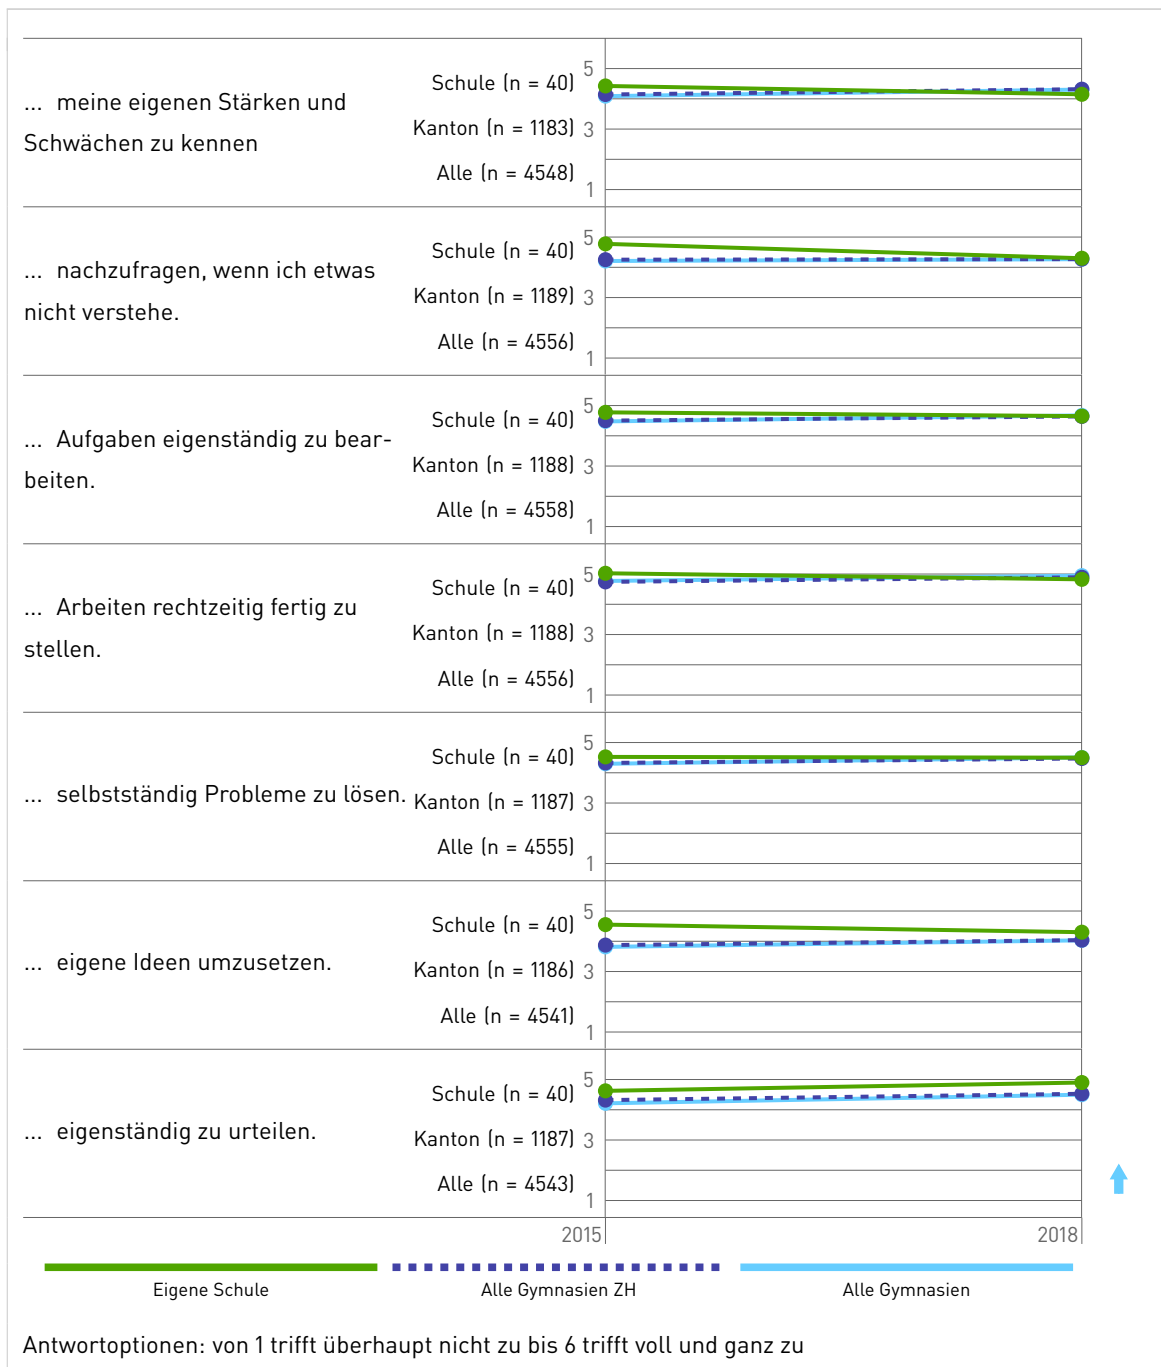 ... meine eigenen Stärken und
Schwächen zu kennen
Schule (n = 40)
Kanton (n = 1183)
Alle (n = 4548)
5
3
1
... nachzufragen, wenn ich etwas
nicht verstehe.
Schule (n = 40)
Kanton (n = 1189)
Alle (n = 4556)
5
3
1
... Aufgaben eigenständig zu bear-
beiten.
Schule (n = 40)
Kanton (n = 1188)
Alle (n = 4558)
5
3
1
... Arbeiten rechtzeitig fertig zu
stellen.
Schule (n = 40)
Kanton (n = 1188)
Alle (n = 4556)
5
3
1
... selbstständig Probleme zu lösen.
Schule (n = 40)
Kanton (n = 1187)
Alle (n = 4555)
5
3
1
... eigene Ideen umzusetzen.
Schule (n = 40)
Kanton (n = 1186)
Alle (n = 4541)
5
3
1
... eigenständig zu urteilen.
Schule (n = 40)
Kanton (n = 1187)
Alle (n = 4543)
5
3
1
2015 2018
Eigene Schule Alle Gymnasien ZH Alle Gymnasien
Antwortoptionen: von 1 trifft überhaupt nicht zu bis 6 trifft voll und ganz zu